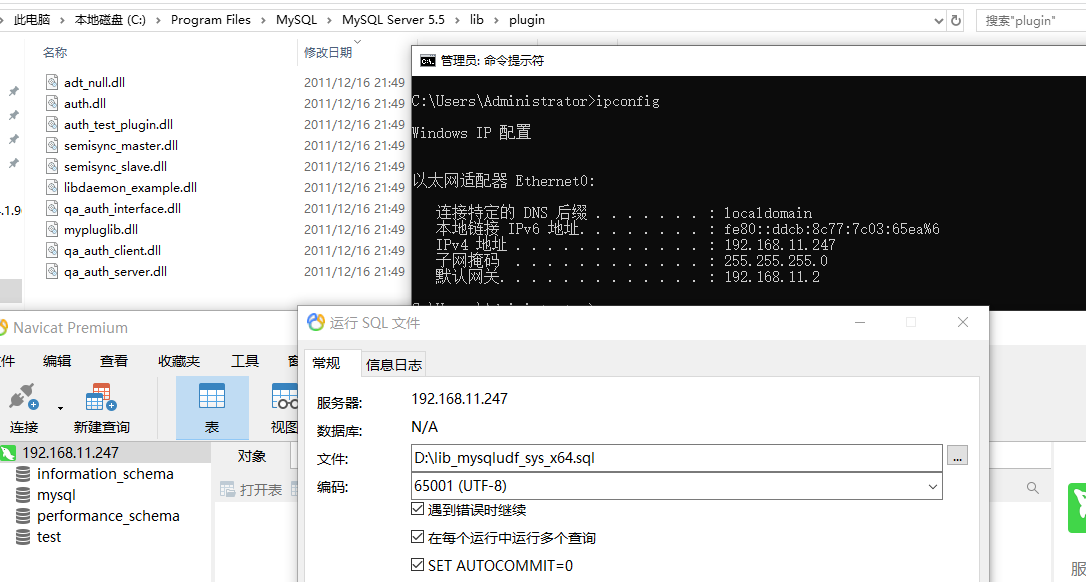 此电脑 > 本地磁盘 (C:) > Program Files > MySQL > MySQL Server 5.5 > lib > plugin
搜索"plugin"
名称 修改日期
adt_null.dll 2011/12/16 21:49
auth.dll 2011/12/16 21:49
auth_test_plugin.dll 2011/12/16 21:49
semisync_master.dll 2011/12/16 21:49
semisync_slave.dll 2011/12/16 21:49
libdaemon_example.dll 2011/12/16 21:49
qa_auth_interface.dll 2011/12/16 21:49
mypluglib.dll 2011/12/16 21:49
qa_auth_client.dll 2011/12/16 21:49
qa_auth_server.dll 2011/12/16 21:49
.1.9
管理员: 命令提示符
C:\Users\Administrator>ipconfig
Windows IP 配置
以太网适配器 Ethernet0:
连接特定的 DNS 后缀 . . . . . . . : localdomain
本地链接 IPv6 地址. . . . . . . . : fe80::ddcb:8c77:7c03:65ea%6
IPv4 地址 . . . . . . . . . . . . : 192.168.11.247
子网掩码 . . . . . . . . . . . . : 255.255.255.0
默认网关. . . . . . . . . . . . . : 192.168.11.2
Navicat Premium
件 编辑 查看 收藏夹 工具
连接 新建查询 表 视图
192.168.11.247
information_schema
mysql
performance_schema
test
对象
打开表
运行 SQL 文件
常规 信息日志
服务器: 192.168.11.247
数据库: N/A
文件: D:\lib_mysqludf_sys_x64.sql ...
编码: 65001 (UTF-8)
遇到错误时继续
在每个运行中运行多个查询
SET AUTOCOMMIT=0
服